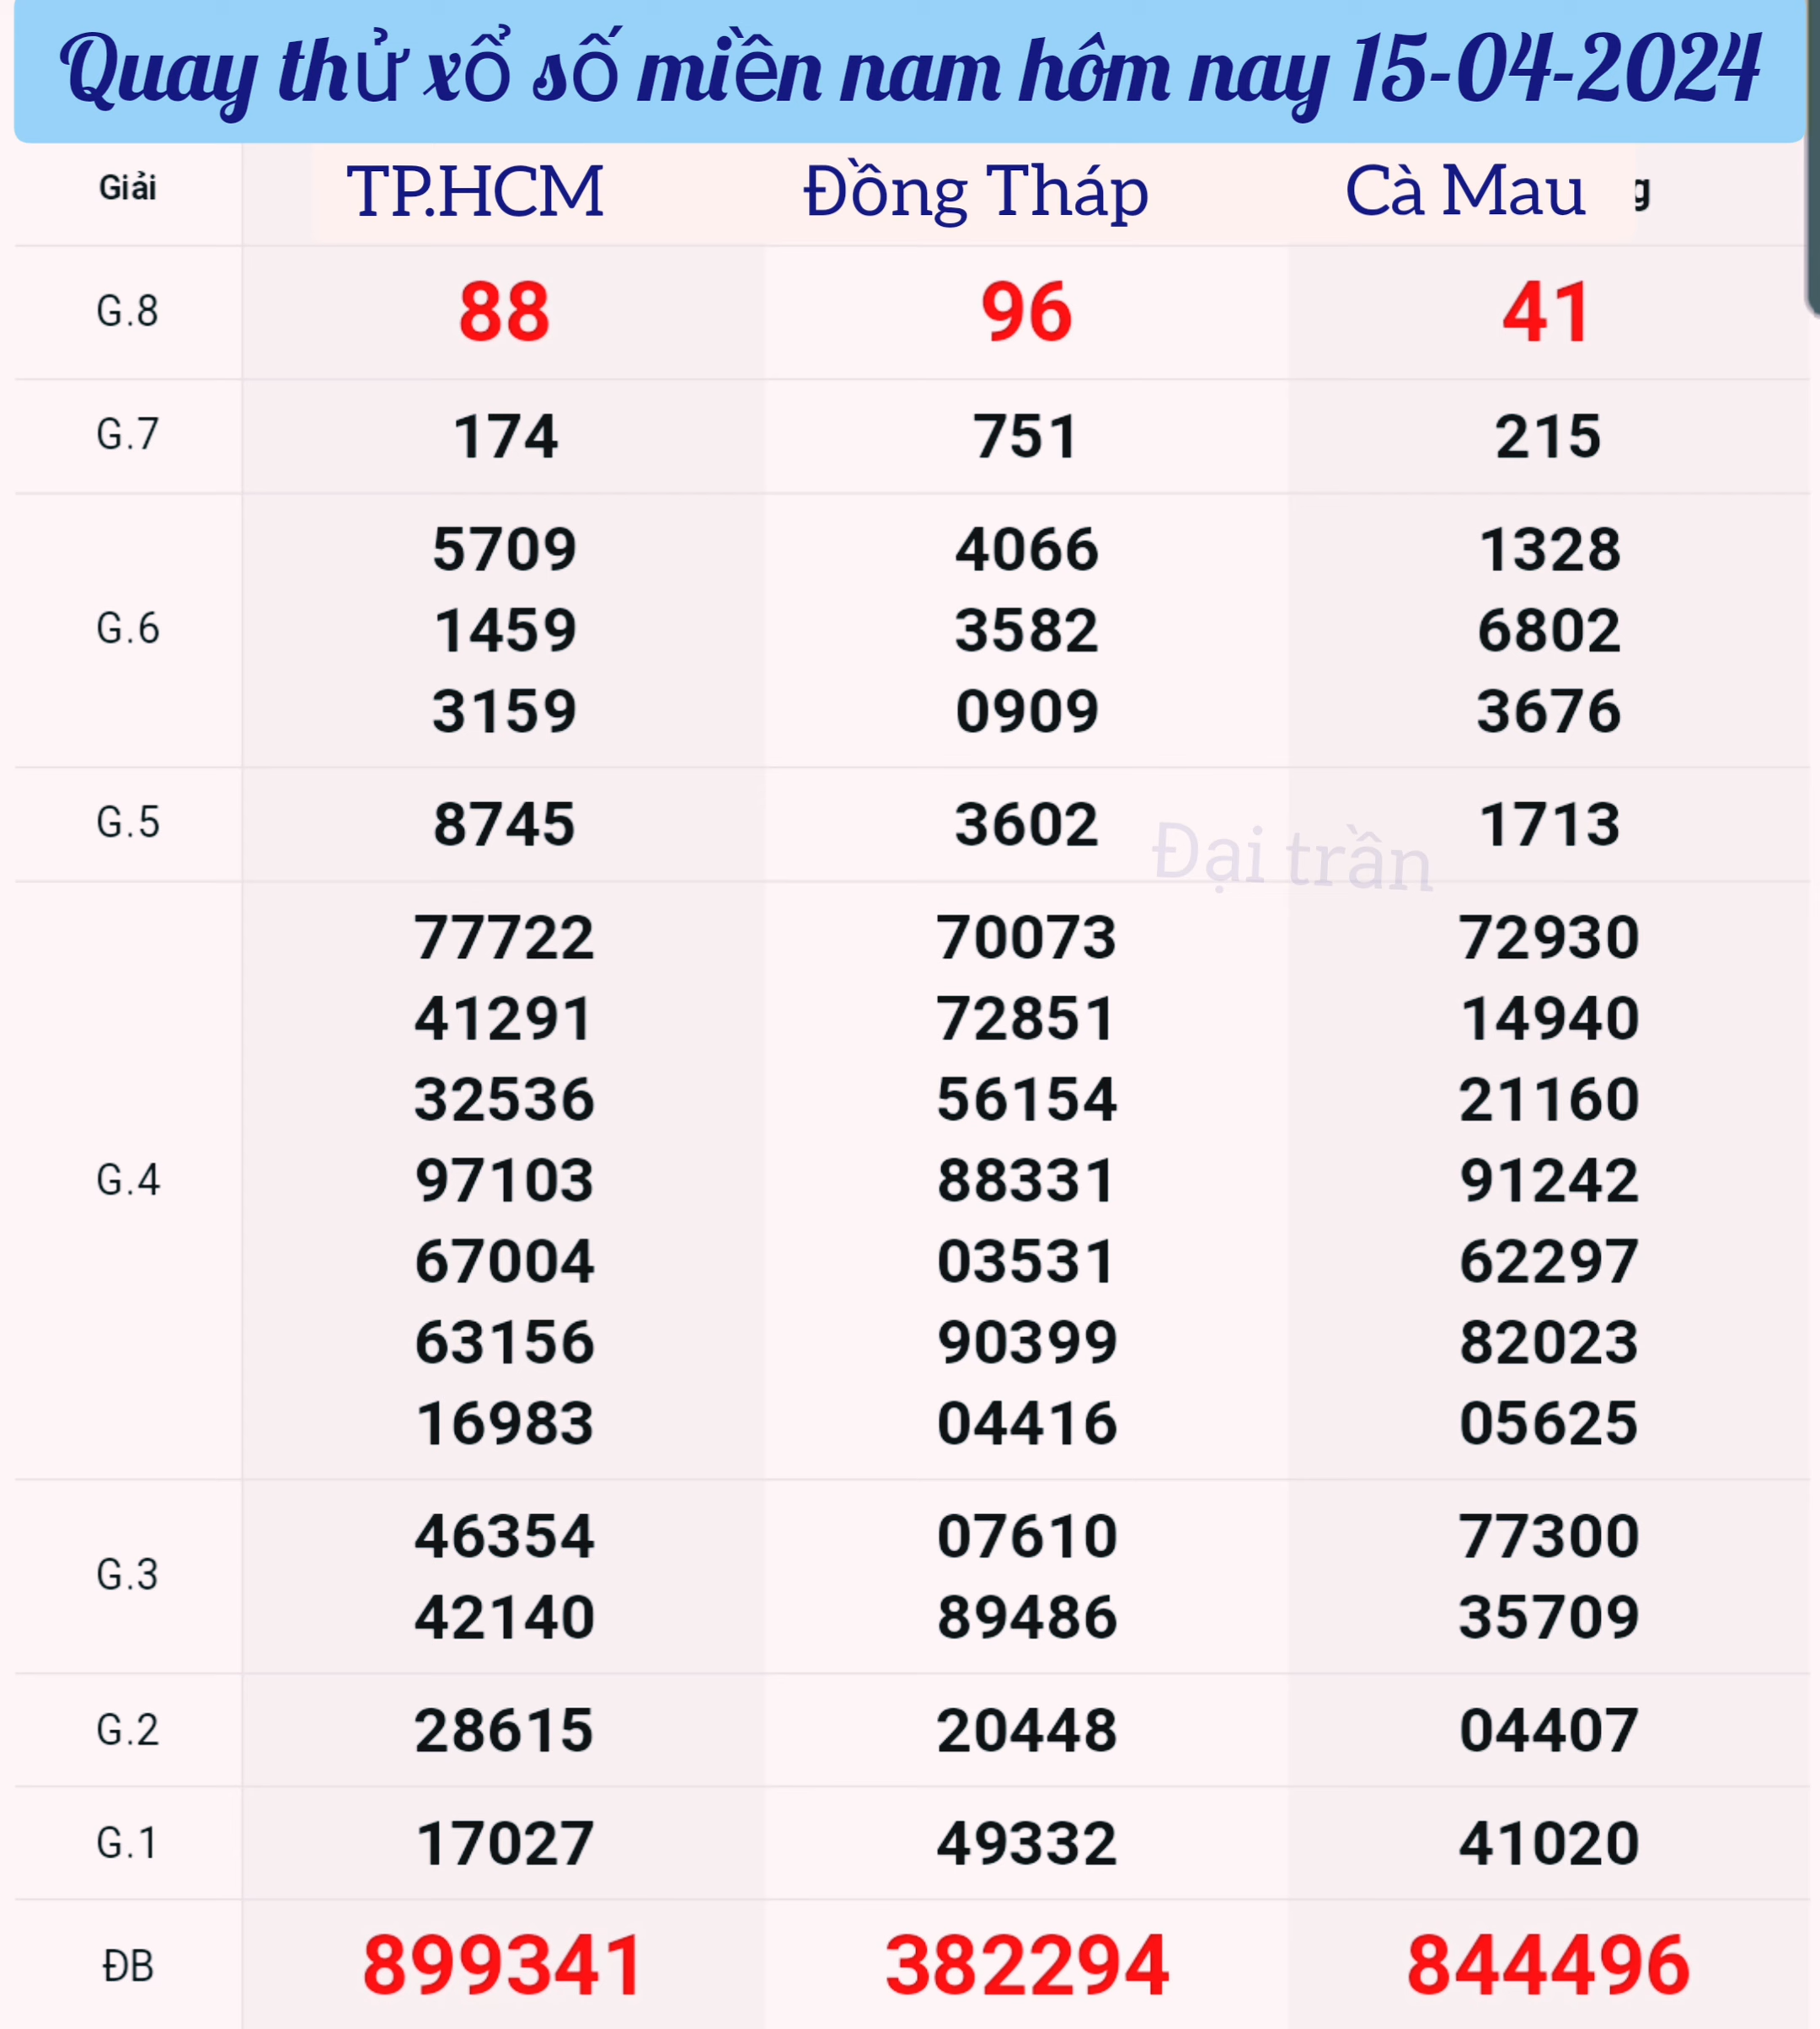 Quay thử xổ số miền nam hôm nay 15-04-2024
Giải TP.HCM Đồng Tháp Cà Mau g
G.8 88 96 41
G.7 174 751 215
5709 4066 1328
G.6 1459 3582 6802
3159 0909 3676
G.5 8745 3602 1713
Đại trần
77722 70073 72930
41291 72851 14940
32536 56154 21160
G.4 97103 88331 91242
67004 03531 62297
63156 90399 82023
16983 04416 05625
46354 07610 77300
G.3
42140 89486 35709
G.2 28615 20448 04407
G.1 17027 49332 41020
ĐB 899341 382294 844496